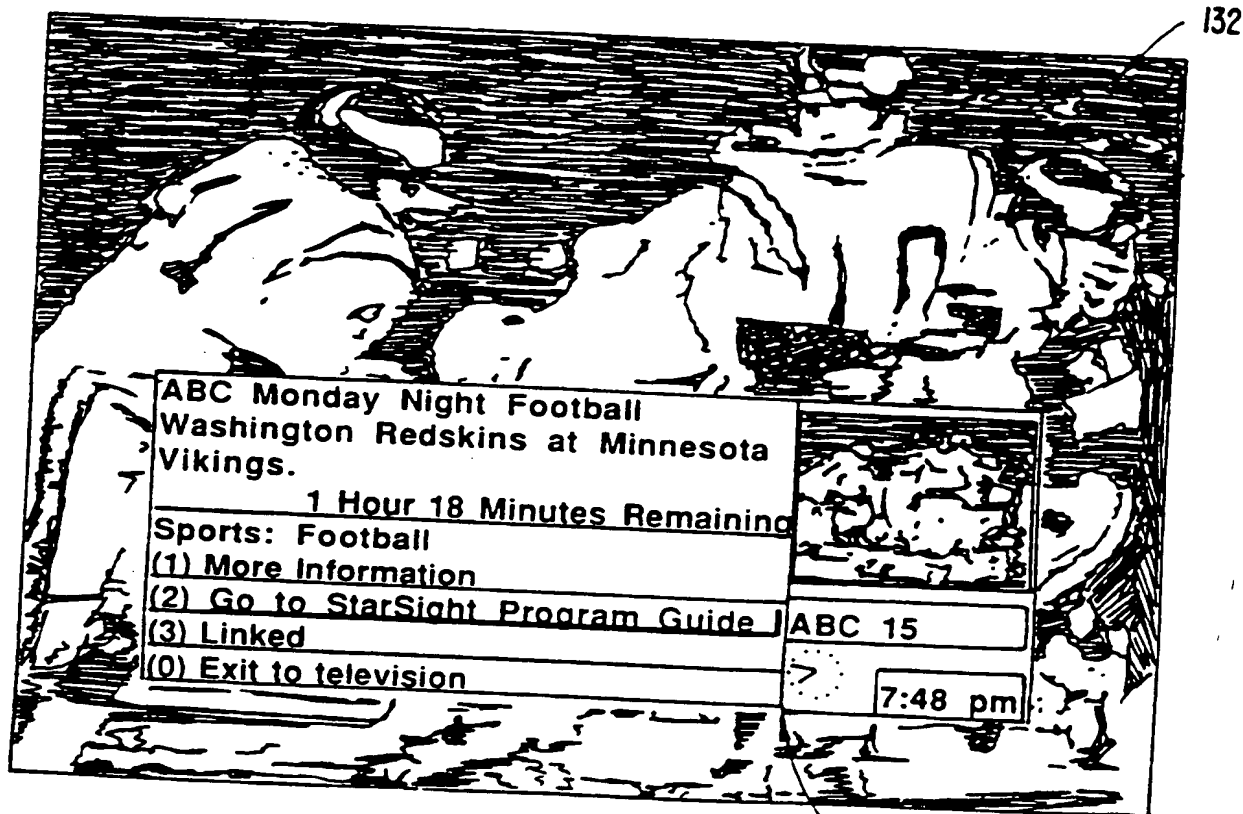 132
ABC Monday Night Football
Washington Redskins at Minnesota
Vikings.
1 Hour 18 Minutes Remaining
Sports: Football
(1) More Information
(2) Go to StarSight Program Guide
(3) Linked
(0) Exit to television
ABC 15
7:48 pm